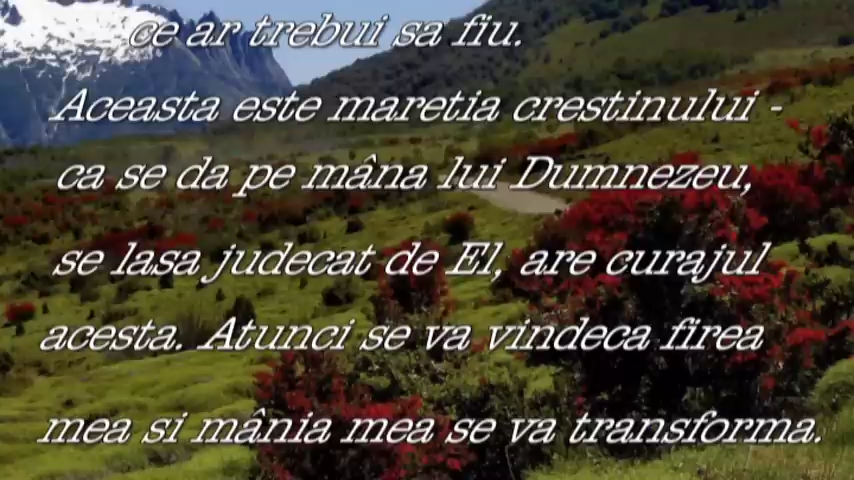 ce ar trebui sa fiu.
Aceasta este maretia crestinului -
ca se da pe mâna lui Dumnezeu,
se lasa judecat de El, are curajul
acesta. Atunci se va vindeca firea
mea si mânia mea se va transforma.